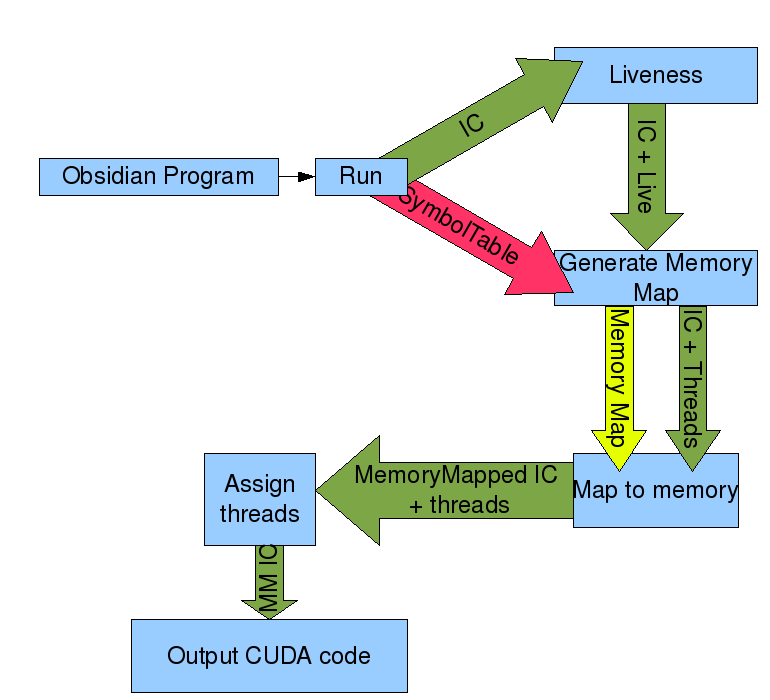 Liveness
IC
Obsidian Program
Run
IC + Live
SymbolTable
Generate Memory
Map
Memory Map
IC + Threads
Assign
threads
MemoryMapped IC
+ threads
Map to memory
MM IC
Output CUDA code